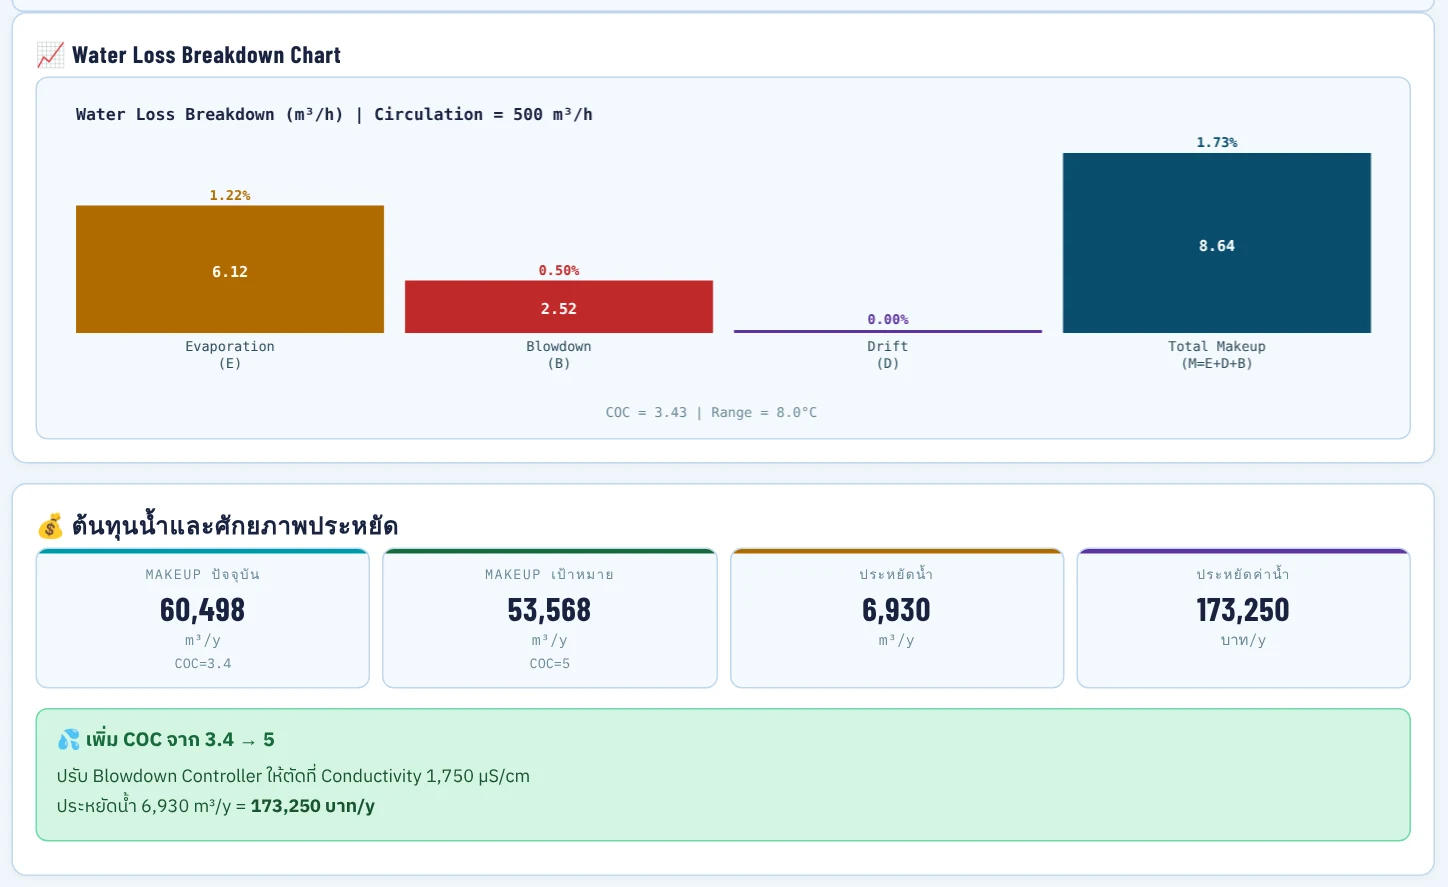 📈 Water Loss Breakdown Chart
Water Loss Breakdown (m³/h) | Circulation = 500 m³/h
1.73%
1.22%
8.64
6.12
0.50%
2.52
0.00%
Evaporation
(E)
Blowdown
(B)
Drift
(D)
Total Makeup
(M=E+D+B)
COC = 3.43 | Range = 8.0°C
💰 ต้นทุนน้ำและศักยภาพประหยัด
MAKEUP ปัจจุบัน
60,498
m³/y
COC=3.4
MAKEUP เป้าหมาย
53,568
m³/y
COC=5
ประหยัดน้ำ
6,930
m³/y
ประหยัดค่าน้ำ
173,250
บาท/y
💦 เพิ่ม COC จาก 3.4 → 5
ปรับ Blowdown Controller ให้ตัดที่ Conductivity 1,750 µS/cm
ประหยัดน้ำ 6,930 m³/y = 173,250 บาท/y